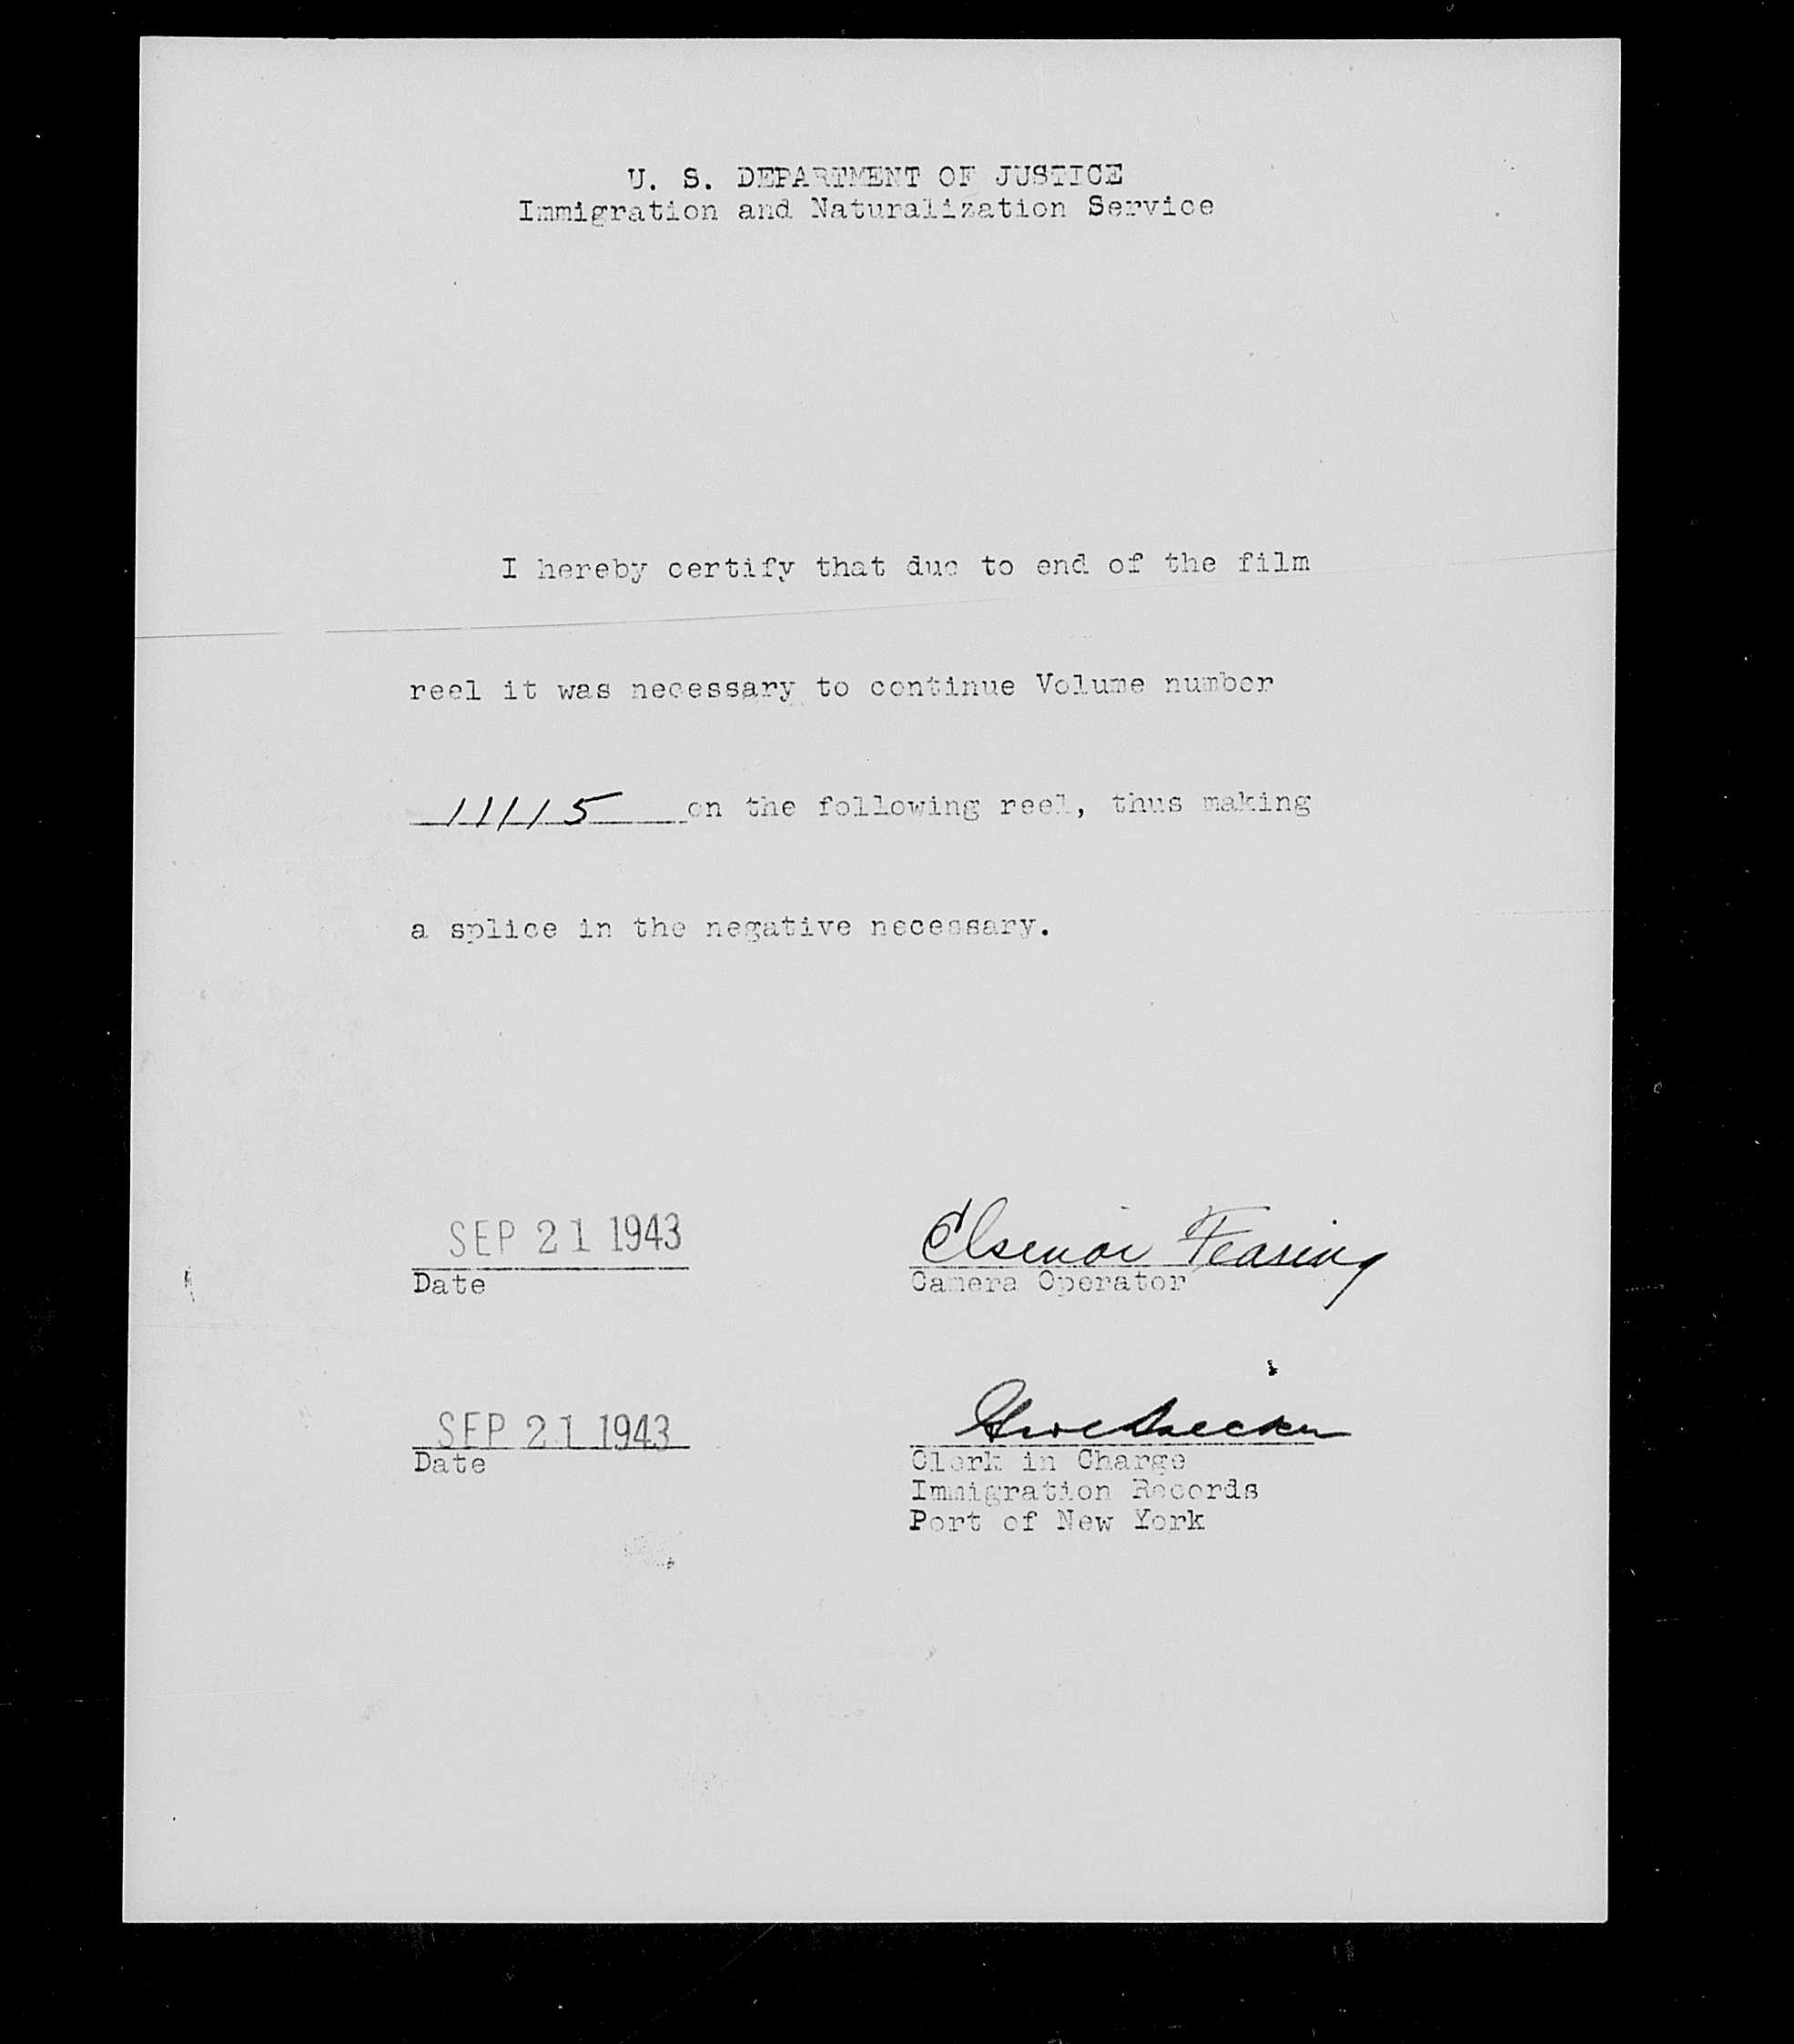 U. S. DEPARTMENT OF JUSTICE
Immigration and Naturalization Service
I hereby certify that due to end of the film
reel it was necessary to continue Volume number
11115 on the following reel, thus making
a splice in the negative necessary.
SEP 21 1943
Date
Fearing
Camera Operator
SEP 21 1943
Date
Clerk in Charge
Immigration Records
Port of New York